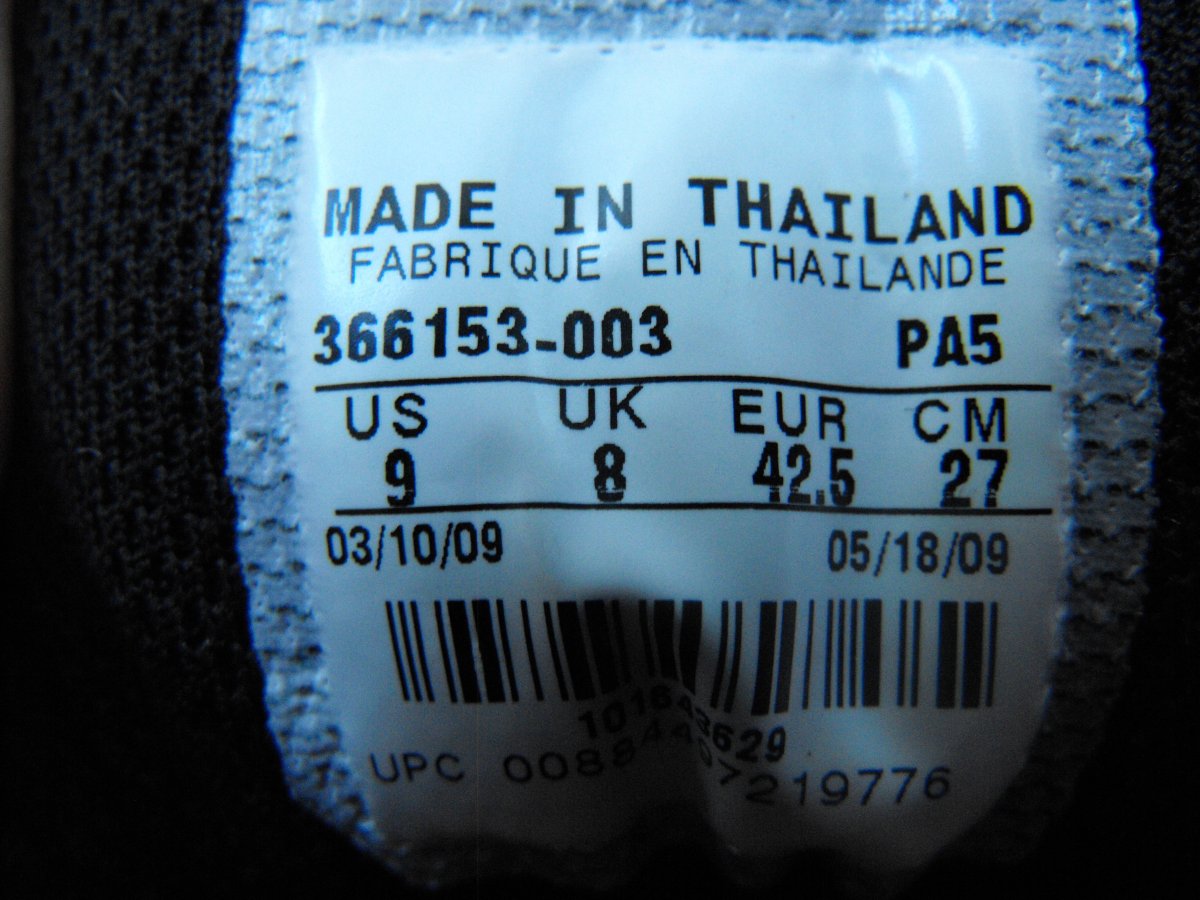 MADE IN THAILAND
FABRIQUE EN THAILANDE
366153-003 PA5
US UK EUR CM
9 8 42.5 27
03/10/09 05/18/09
UPC